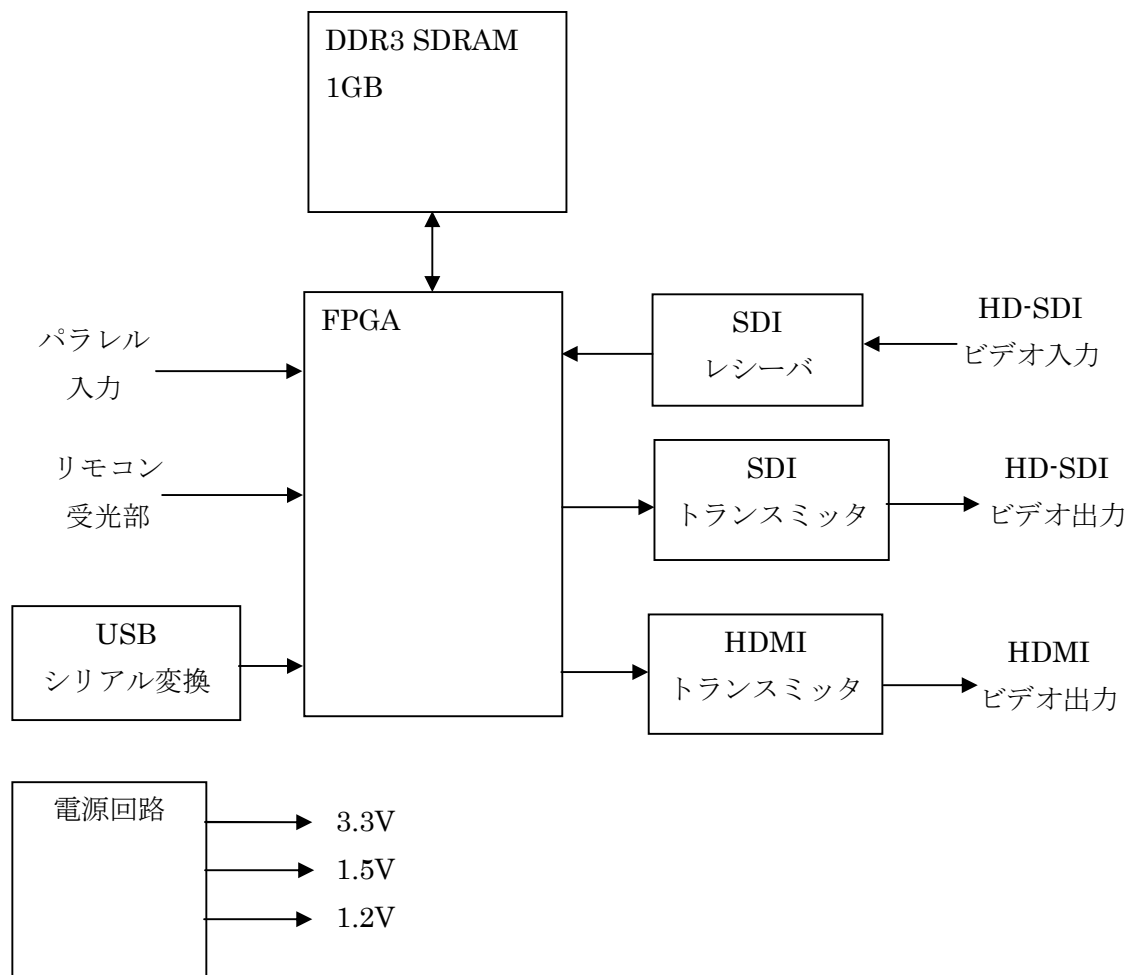 DDR3 SDRAM
1GB
FPGA
パラレル
入力
リモコン
受光部
USB
シリアル変換
SDI
レシーバ
HD-SDI
ビデオ入力
SDI
トランスミッタ
HD-SDI
ビデオ出力
HDMI
トランスミッタ
HDMI
ビデオ出力
電源回路
3.3V
1.5V
1.2V